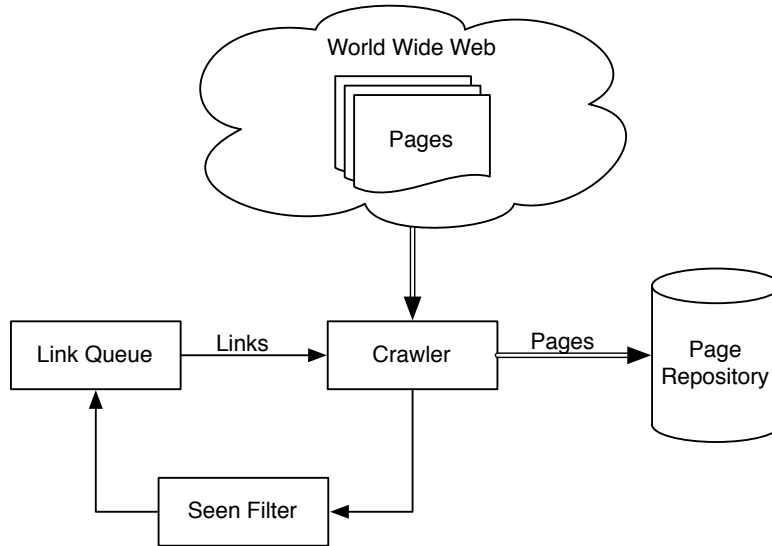 World Wide Web
Pages
Link Queue
Links
Crawler
Pages
Page
Repository
Seen Filter